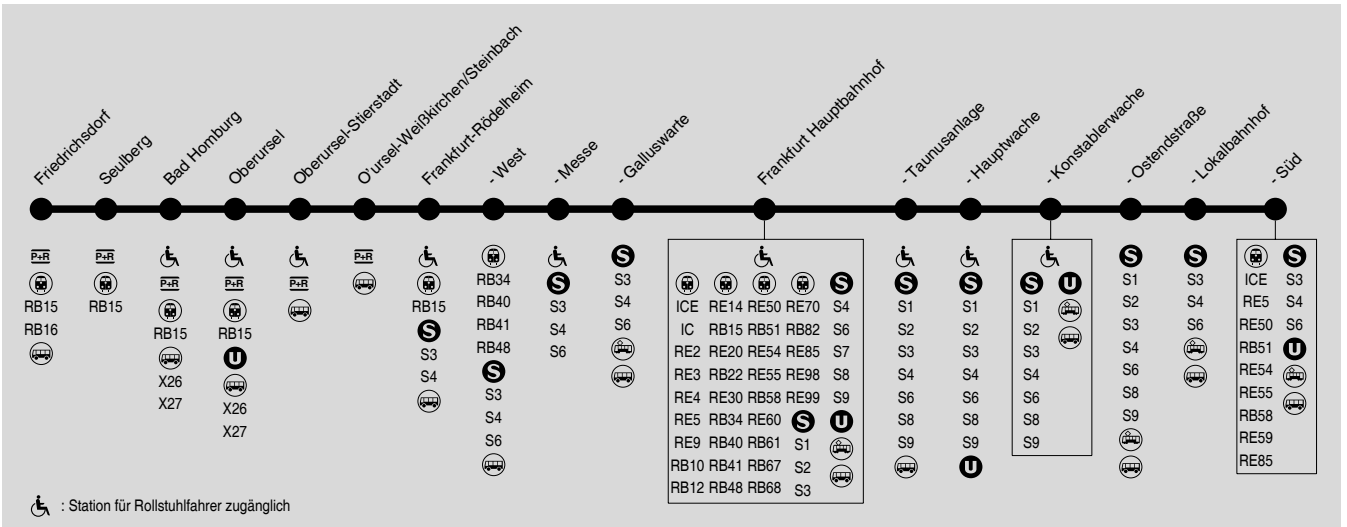 Friedrichsdorf
Seulberg
Bad Homburg
Oberursel
Oberursel-Stierstadt
O'ursel-Weißkirchen/Steinbach
Frankfurt-Rödelheim
- West
- Messe
- Galluswarte
Frankfurt Hauptbahnhof
- Taunusanlage
- Hauptwache
- Konstablerwache
- Ostendstraße
- Lokalbahnhof
- Süd
P+R
RB15
RB16
P+R
RB15
P+R
RB15
X26
X27
P+R
RB15
U
X26
X27
P+R
P+R
RB15
S
S3
S4
RB34
RB40
RB41
RB48
S
S3
S4
S6
S
S3
S4
S6
S
S3
S4
S6
ICE RE14 RE50 RE70 S
IC RB15 RB51 RB82 S4
RE2 RE20 RE54 RE85 S6
RE3 RB22 RE55 RE98 S7
RE4 RE30 RB58 RE99 S8
RE5 RB34 RE60 S S9
RE9 RB40 RB61 S1 U
RB10 RB41 RB67 S2
RB12 RB48 RB68 S3
S
S1
S2
S3
S4
S6
S8
S9
S
S1
S2
S3
S4
S6
S8
S9
U
S U
S1
S2
S3
S4
S6
S8
S9
S
S1
S2
S3
S4
S6
S8
S9
S
S3
S4
S6
S
ICE S3
RE5 S4
RE50 S6
RB51 U
RE54
RE55
RB58
RE59
RE85
: Station für Rollstuhlfahrer zugänglich